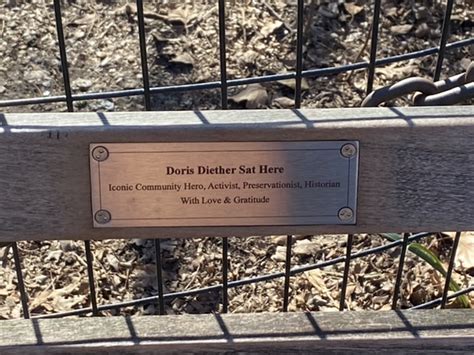 Doris Diether Sat Here
Iconic Community Hero, Activist, Preservationist, Historian
With Love & Gratitude